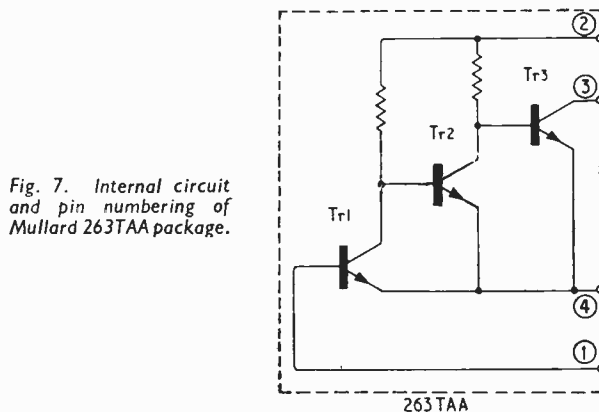 Fig. 7. Internal circuit
and pin numbering of
Mullard 263TAA package.
2
Tr3
3
Tr2
Tr1
4
1
263TAA